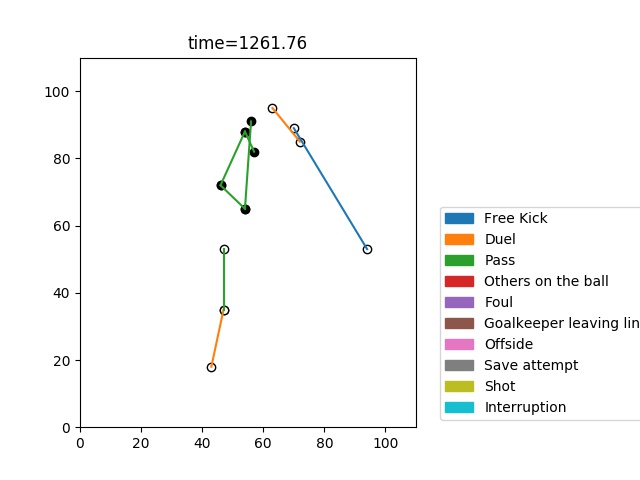 time=1261.76
100
80
60
40
20
0
0 20 40 60 80 100
Free Kick
Duel
Pass
Others on the ball
Foul
Goalkeeper leaving lin
Offside
Save attempt
Shot
Interruption